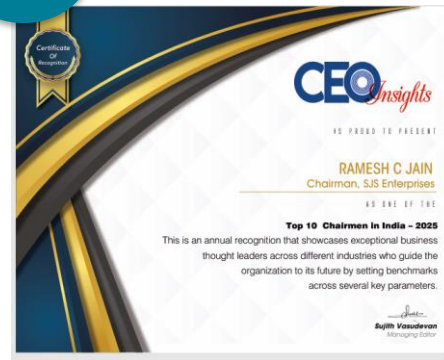 Certificate
Of
Recognition
CEO Insights
IS PROUD TO PRESENT
RAMESH C JAIN
Chairman, SJS Enterprises
AS ONE OF THE
Top 10 Chairmen in India – 2025
This is an annual recognition that showcases exceptional business
thought leaders across different industries who guide the
organization to its future by setting benchmarks
across several key parameters.
Sujith Vasudevan
Managing Editor